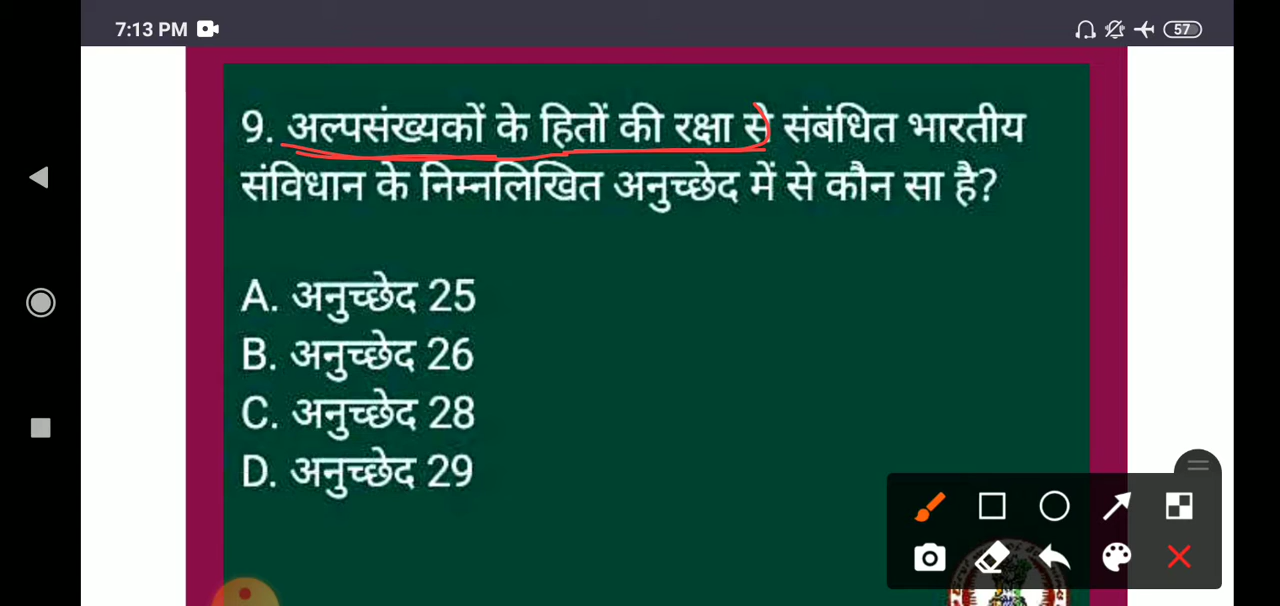 7:13 PM
57
9. अल्पसंख्यकों के हितों की रक्षा से संबंधित भारतीय
संविधान के निम्नलिखित अनुच्छेद में से कौन सा है?
A. अनुच्छेद 25
B. अनुच्छेद 26
C. अनुच्छेद 28
D. अनुच्छेद 29